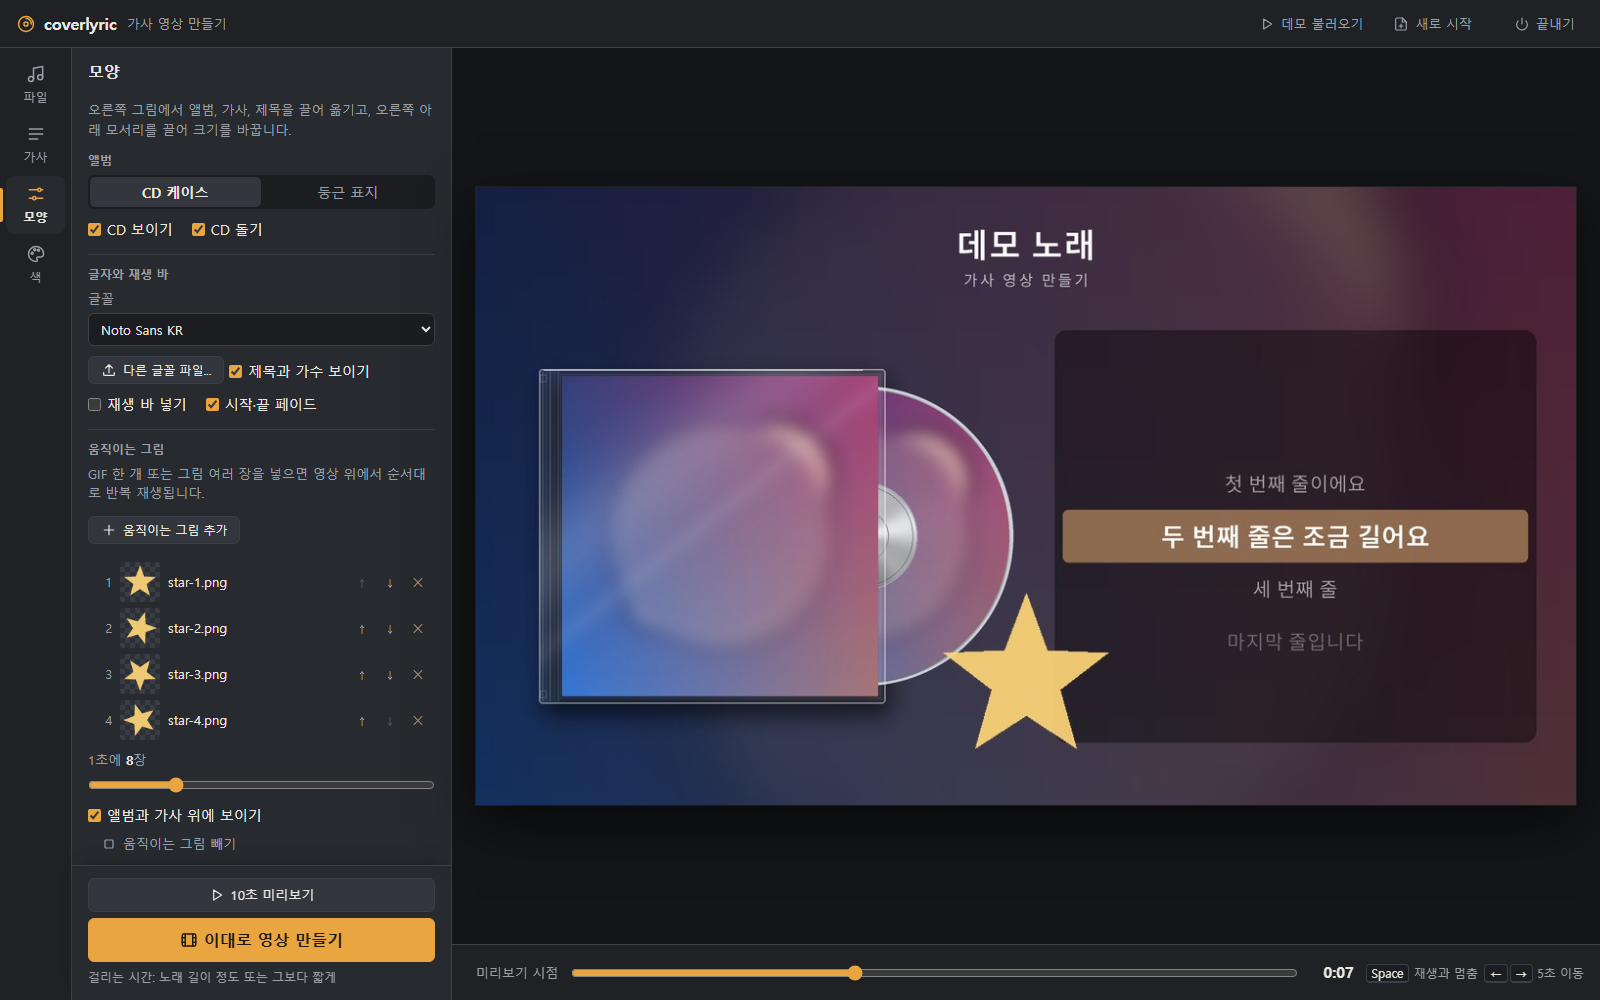 coverlyric 가사 영상 만들기
데모 불러오기
새로 시작
끝내기
파일
가사
모양
색
모양
오른쪽 그림에서 앨범, 가사, 제목을 끌어 옮기고, 오른쪽 아
래 모서리를 끌어 크기를 바꿉니다.
앨범
CD 케이스
둥근 표지
CD 보이기
CD 돌기
글자와 재생 바
글꼴
Noto Sans KR
다른 글꼴 파일...
제목과 가수 보이기
재생 바 넣기
시작·끝 페이드
움직이는 그림
GIF 한 개 또는 그림 여러 장을 넣으면 영상 위에서 순서대
로 반복 재생됩니다.
+ 움직이는 그림 추가
1 star-1.png ↑ ↓ ×
2 star-2.png ↑ ↓ ×
3 star-3.png ↑ ↓ ×
4 star-4.png ↑ ↓ ×
1초에 8장
앨범과 가사 위에 보이기
움직이는 그림 빼기
10초 미리보기
이대로 영상 만들기
걸리는 시간: 노래 길이 정도 또는 그보다 짧게
데모 노래
가사 영상 만들기
첫 번째 줄이에요
두 번째 줄은 조금 길어요
세 번째 줄
마지막 줄입니다
미리보기 시점
0:07
Space 재생과 멈춤 ← → 5초 이동